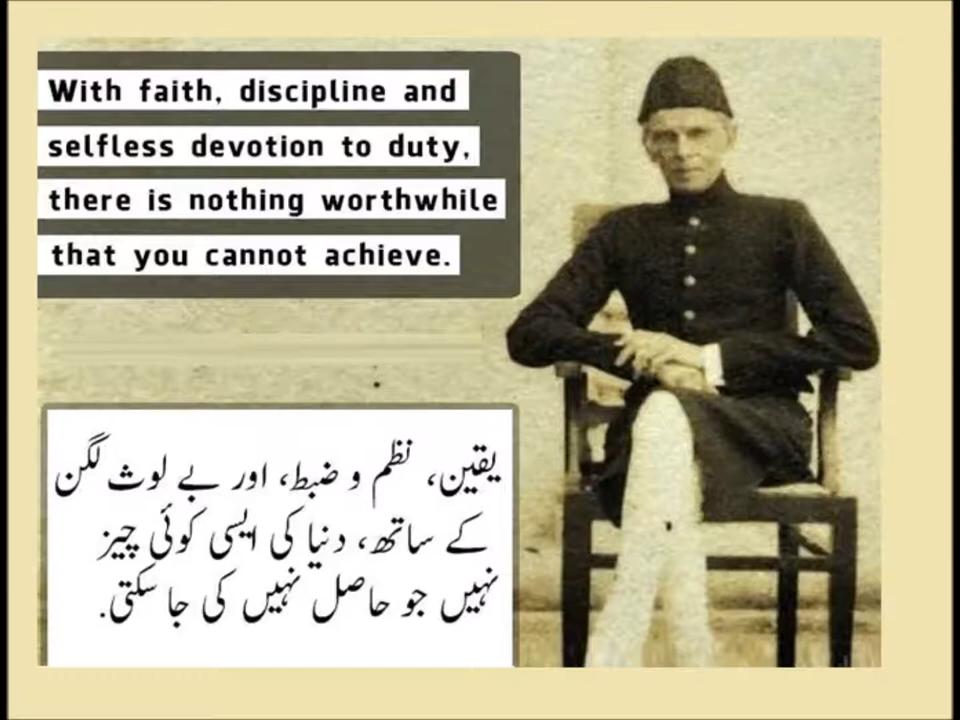 With faith, discipline and
selfless devotion to duty,
there is nothing worthwhile
that you cannot achieve.
یقین، نظم و ضبط، اور بے لوث لگن
کے ساتھ، دنیا کی ایسی کوئی چیز
نہیں جو حاصل نہیں کی جا سکتی.